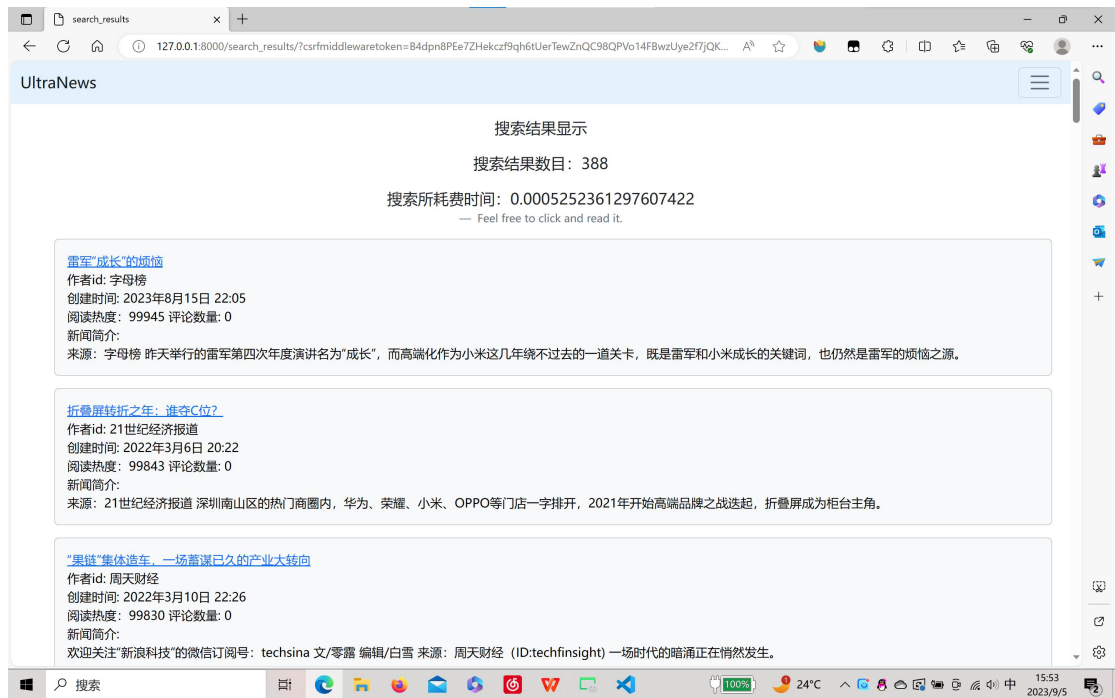 search_results
127.0.0.1:8000/search_results/?csrfmiddlewaretoken=B4dpn8PEe7ZHekczf9qh6tUerTewZnQC98QPVo14FBwzUye2f7jQK...
UltraNews
搜索结果显示
搜索结果数目：388
搜索所耗费时间：0.0005252361297607422
— Feel free to click and read it.
雷军“成长”的烦恼
作者id: 字母榜
创建时间: 2023年8月15日 22:05
阅读热度：99945 评论数量: 0
新闻简介:
来源：字母榜 昨天举行的雷军第四次年度演讲名为“成长”，而高端化作为小米这几年绕不过去的一道关卡，既是雷军和小米成长的关键词，也仍然是雷军的烦恼之源。
折叠屏转折之年：谁夺C位？
作者id: 21世纪经济报道
创建时间: 2022年3月6日 20:22
阅读热度：99843 评论数量: 0
新闻简介:
来源：21世纪经济报道 深圳南山区的热门商圈内，华为、荣耀、小米、OPPO等门店一字排开，2021年开始高端品牌之战迭起，折叠屏成为柜台主角。
“果链”集体造车，一场蓄谋已久的产业大转向
作者id: 周天财经
创建时间: 2022年3月10日 22:26
阅读热度：99830 评论数量: 0
新闻简介:
欢迎关注“新浪科技”的微信订阅号：techsina 文/零露 编辑/白雪 来源：周天财经（ID:techfinsight) 一场时代的暗涌正在悄然发生。
搜索
100%
24°C
中
15:53
2023/9/5
2